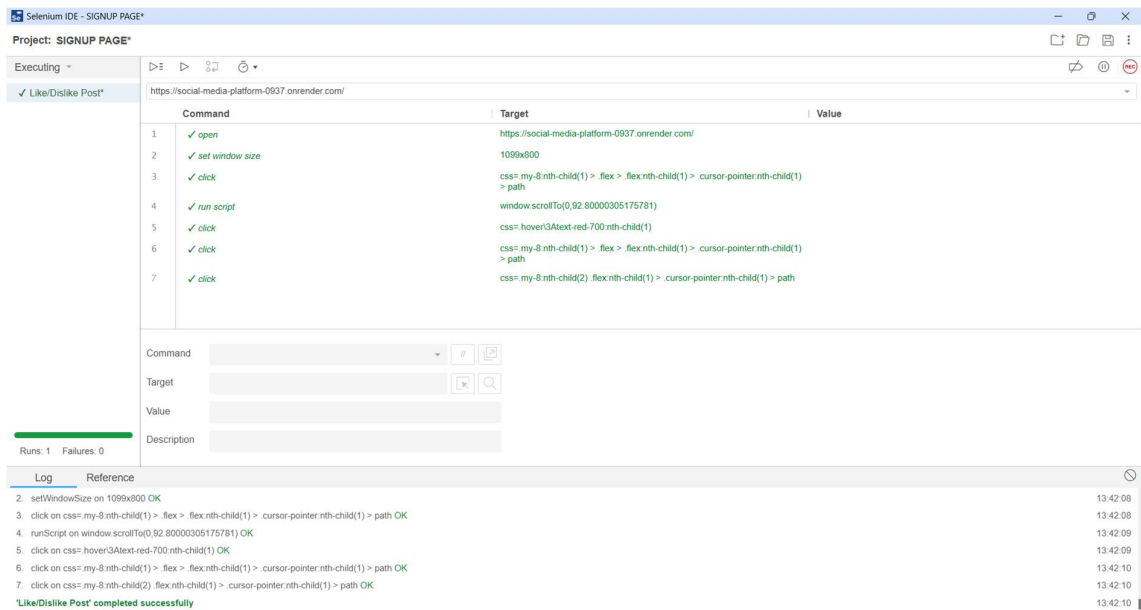 Selenium IDE - SIGNUP PAGE*
Project: SIGNUP PAGE*
Executing
REC
✓ Like/Dislike Post*
https://social-media-platform-0937.onrender.com/
Command Target Value
1 ✓ open https://social-media-platform-0937.onrender.com/
2 ✓ set window size 1099x800
3 ✓ click css=.my-8:nth-child(1) > .flex > .flex:nth-child(1) > .cursor-pointer:nth-child(1)
> path
4 ✓ run script window.scrollTo(0,92.80000305175781)
5 ✓ click css=.hover\3Atext-red-700:nth-child(1)
6 ✓ click css=.my-8:nth-child(1) > .flex > .flex:nth-child(1) > .cursor-pointer:nth-child(1)
> path
7 ✓ click css=.my-8:nth-child(2) .flex:nth-child(1) > .cursor-pointer:nth-child(1) > path
Command //
Target
Value
Description
Runs: 1 Failures: 0
Log Reference
2. setWindowSize on 1099x800 OK 13:42:08
3. click on css=.my-8:nth-child(1) > .flex > .flex:nth-child(1) > .cursor-pointer:nth-child(1) > path OK 13:42:08
4. runScript on window.scrollTo(0,92.80000305175781) OK 13:42:09
5. click on css=.hover\3Atext-red-700:nth-child(1) OK 13:42:09
6. click on css=.my-8:nth-child(1) > .flex > .flex:nth-child(1) > .cursor-pointer:nth-child(1) > path OK 13:42:10
7. click on css=.my-8:nth-child(2) .flex:nth-child(1) > .cursor-pointer:nth-child(1) > path OK 13:42:10
'Like/Dislike Post' completed successfully 13:42:10